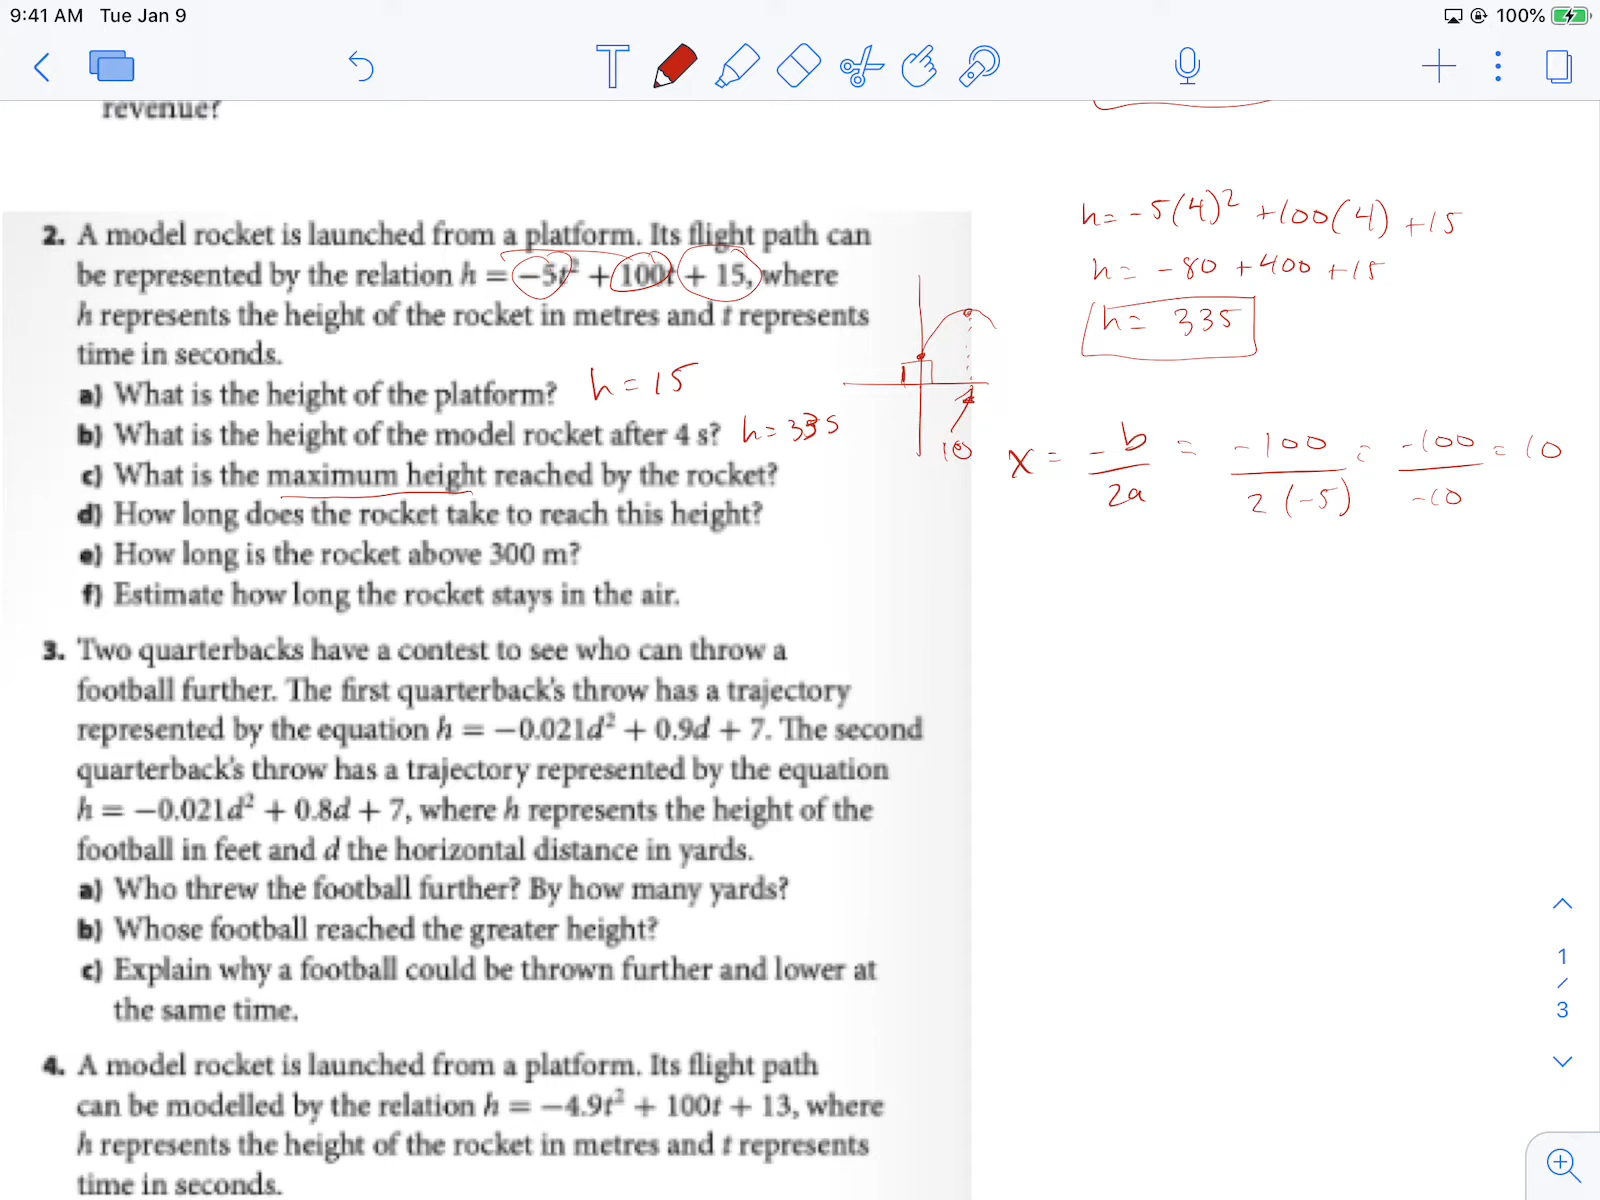 9:41 AM Tue Jan 9
100%
revenue?
2. A model rocket is launched from a platform. Its flight path can
be represented by the relation h = −5t² + 100t + 15, where
h represents the height of the rocket in metres and t represents
time in seconds.
a) What is the height of the platform? h = 15
b) What is the height of the model rocket after 4 s? h = 335
c) What is the maximum height reached by the rocket?
d) How long does the rocket take to reach this height?
e) How long is the rocket above 300 m?
f) Estimate how long the rocket stays in the air.
10
h = -5(4)² +100(4) +15
h = -80 +400 +15
h = 335
x = -b/2a = -100/2(-5) = -100/-10 = 10
3. Two quarterbacks have a contest to see who can throw a
football further. The first quarterback's throw has a trajectory
represented by the equation h = −0.021d² + 0.9d + 7. The second
quarterback's throw has a trajectory represented by the equation
h = −0.021d² + 0.8d + 7, where h represents the height of the
football in feet and d the horizontal distance in yards.
a) Who threw the football further? By how many yards?
b) Whose football reached the greater height?
c) Explain why a football could be thrown further and lower at
the same time.
4. A model rocket is launched from a platform. Its flight path
can be modelled by the relation h = −4.9t² + 100t + 13, where
h represents the height of the rocket in metres and t represents
time in seconds.
1
/
3